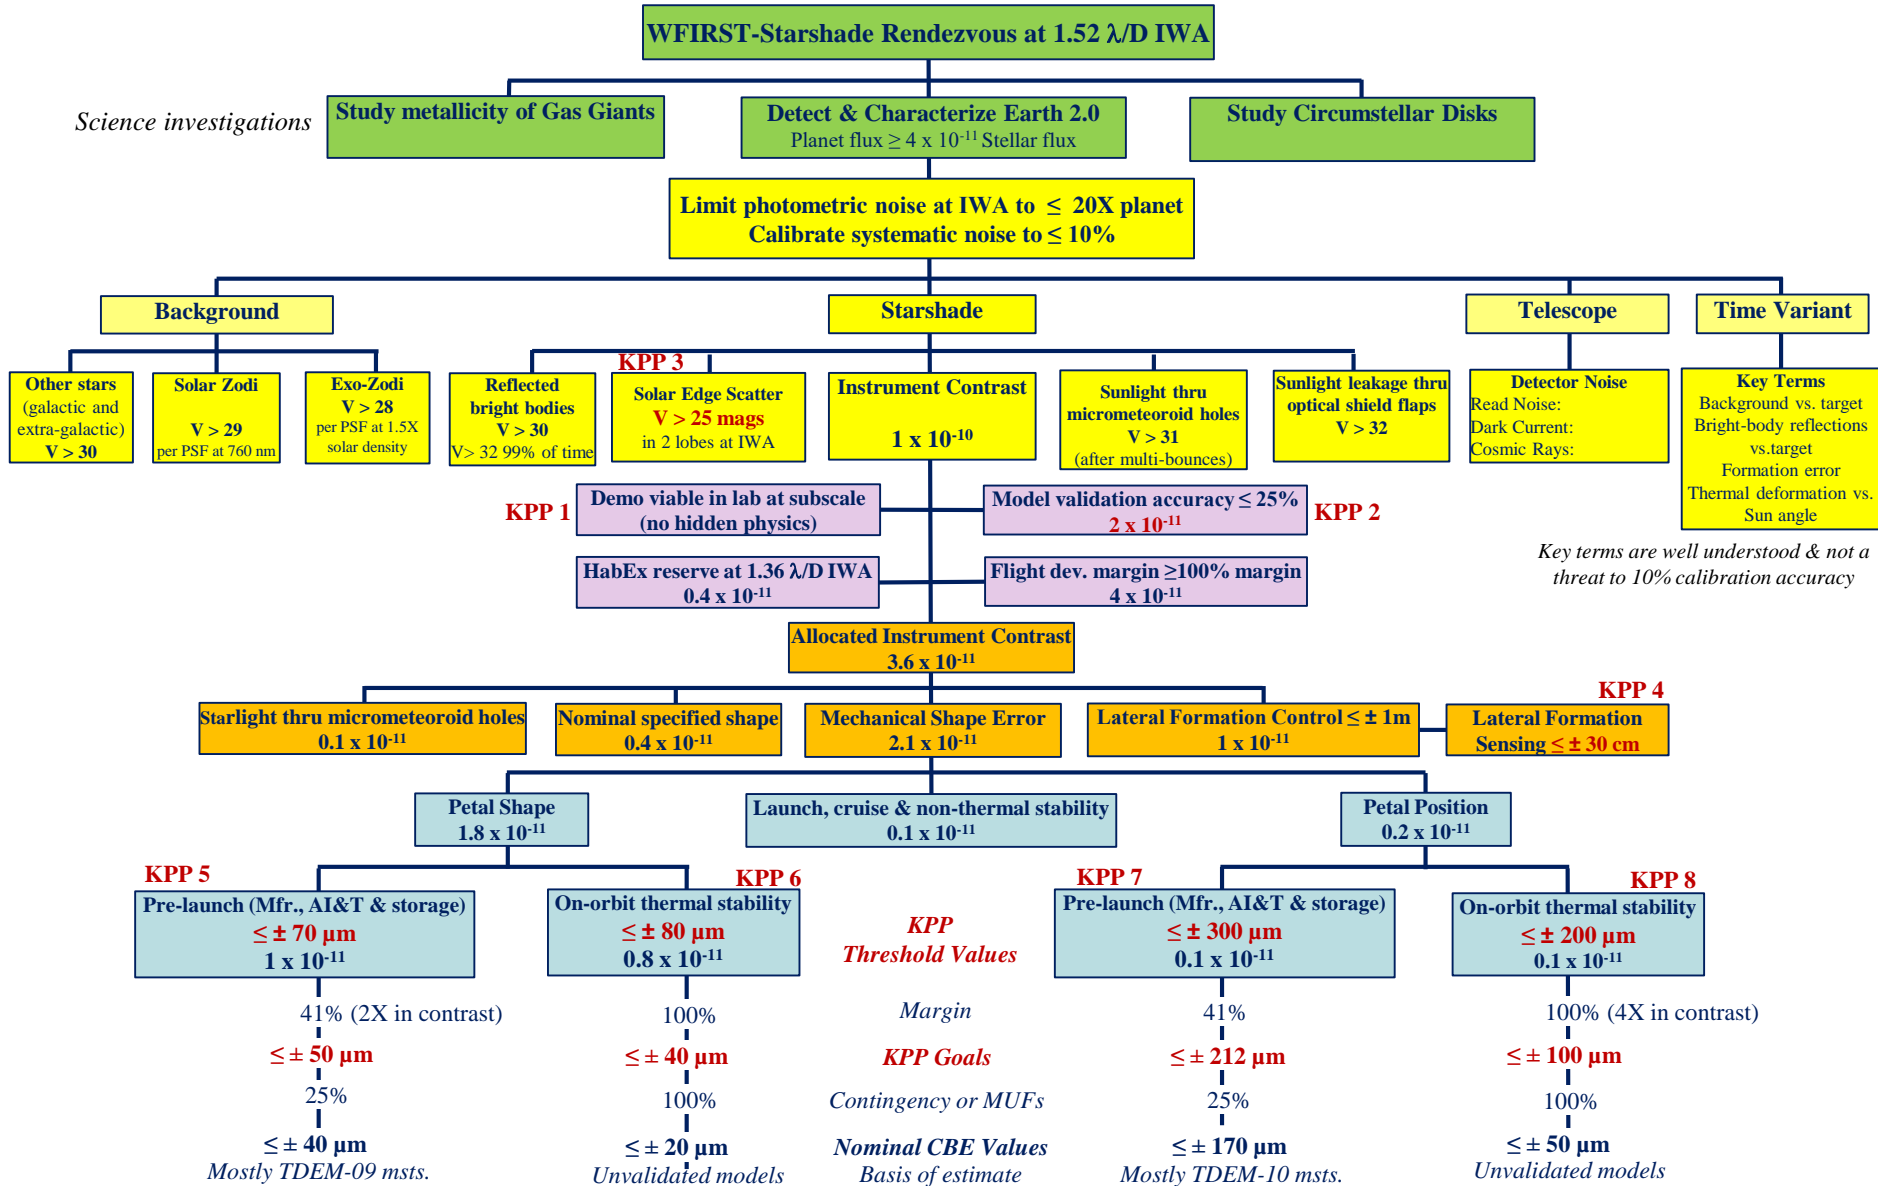 WFIRST-Starshade Rendezvous at 1.52 λ/D IWA
Science investigations
Study metallicity of Gas Giants
Detect & Characterize Earth 2.0
Planet flux ≥ 4 x 10⁻¹¹ Stellar flux
Study Circumstellar Disks
Limit photometric noise at IWA to ≤ 20X planet
Calibrate systematic noise to ≤ 10%
Background
Starshade
Telescope
Time Variant
Other stars
(galactic and
extra-galactic)
V > 30
Solar Zodi
V > 29
per PSF at 760 nm
Exo-Zodi
V > 28
per PSF at 1.5X
solar density
Reflected
bright bodies
V > 30
V> 32 99% of time
KPP 3
Solar Edge Scatter
V > 25 mags
in 2 lobes at IWA
Instrument Contrast
1 x 10⁻¹⁰
Sunlight thru
micrometeoroid holes
V > 31
(after multi-bounces)
Sunlight leakage thru
optical shield flaps
V > 32
Detector Noise
Read Noise:
Dark Current:
Cosmic Rays:
Key Terms
Background vs. target
Bright-body reflections
vs.target
Formation error
Thermal deformation vs.
Sun angle
Key terms are well understood & not a
threat to 10% calibration accuracy
KPP 1
Demo viable in lab at subscale
(no hidden physics)
Model validation accuracy ≤ 25%
2 x 10⁻¹¹
KPP 2
HabEx reserve at 1.36 λ/D IWA
0.4 x 10⁻¹¹
Flight dev. margin ≥100% margin
4 x 10⁻¹¹
Allocated Instrument Contrast
3.6 x 10⁻¹¹
Starlight thru micrometeoroid holes
0.1 x 10⁻¹¹
Nominal specified shape
0.4 x 10⁻¹¹
Mechanical Shape Error
2.1 x 10⁻¹¹
Lateral Formation Control ≤ ± 1m
1 x 10⁻¹¹
KPP 4
Lateral Formation
Sensing ≤ ± 30 cm
Petal Shape
1.8 x 10⁻¹¹
Launch, cruise & non-thermal stability
0.1 x 10⁻¹¹
Petal Position
0.2 x 10⁻¹¹
KPP 5
Pre-launch (Mfr., AI&T & storage)
≤ ± 70 µm
1 x 10⁻¹¹
KPP 6
On-orbit thermal stability
≤ ± 80 µm
0.8 x 10⁻¹¹
KPP
Threshold Values
KPP 7
Pre-launch (Mfr., AI&T & storage)
≤ ± 300 µm
0.1 x 10⁻¹¹
KPP 8
On-orbit thermal stability
≤ ± 200 µm
0.1 x 10⁻¹¹
41% (2X in contrast)
100%
Margin
41%
100% (4X in contrast)
≤ ± 50 µm
≤ ± 40 µm
KPP Goals
≤ ± 212 µm
≤ ± 100 µm
25%
100%
Contingency or MUFs
25%
100%
≤ ± 40 µm
≤ ± 20 µm
Nominal CBE Values
≤ ± 170 µm
≤ ± 50 µm
Mostly TDEM-09 msts.
Unvalidated models
Basis of estimate
Mostly TDEM-10 msts.
Unvalidated models